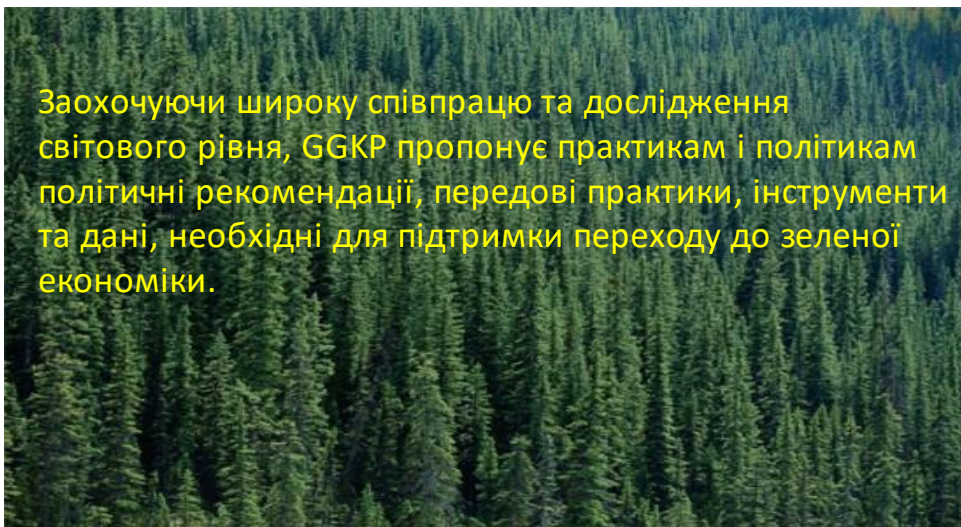 Заохочуючи широку співпрацю та дослідження
світового рівня, GGKP пропонує практикам і політикам
політичні рекомендації, передові практики, інструменти
та дані, необхідні для підтримки переходу до зеленої
економіки.